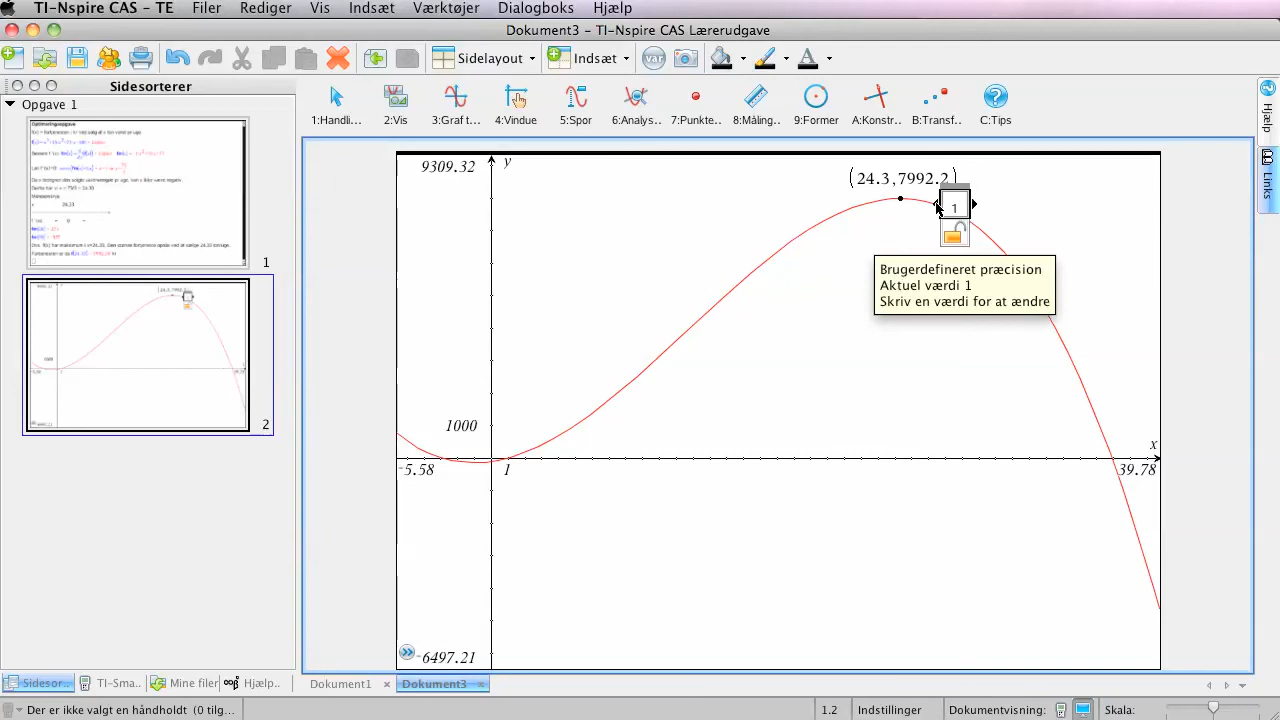 TI-Nspire CAS - TE Filer Rediger Vis Indsæt Værktøjer Dialogboks Hjælp
Dokument3 - TI-Nspire CAS Lærerudgave
Sidelayout Indsæt var A
Sidesorterer
Opgave 1
1:Handli... 2:Vis 3:Graf... 4:Vindue 5:Spor 6:Analys... 7:Punkte... 8:Måling... 9:Former A:Konstr... B:Transf... C:Tips
Hjælp
Links
9309.32
(24.3,7992.2)
1
Brugerdefineret præcision
Aktuel værdi 1
Skriv en værdi for at ændre
1
1000
x
-5.58
1
39.78
2
-6497.21
Sidesor... TI-Sma... Mine filer Hjælp... Dokument1 Dokument3
Der er ikke valgt en håndholdt (0 tilg... 1.2 Indstillinger Dokumentvisning: Skala: